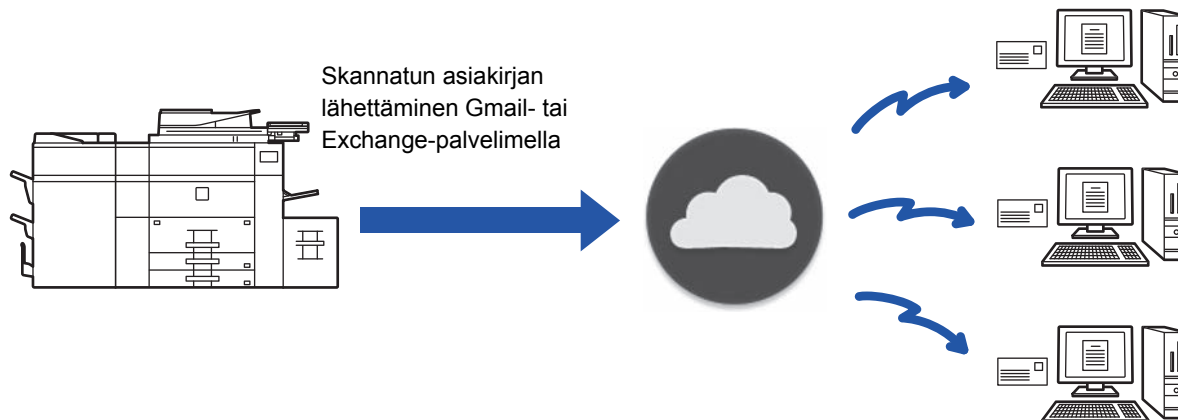 Skannatun asiakirjan
lähettäminen Gmail- tai
Exchange-palvelimella